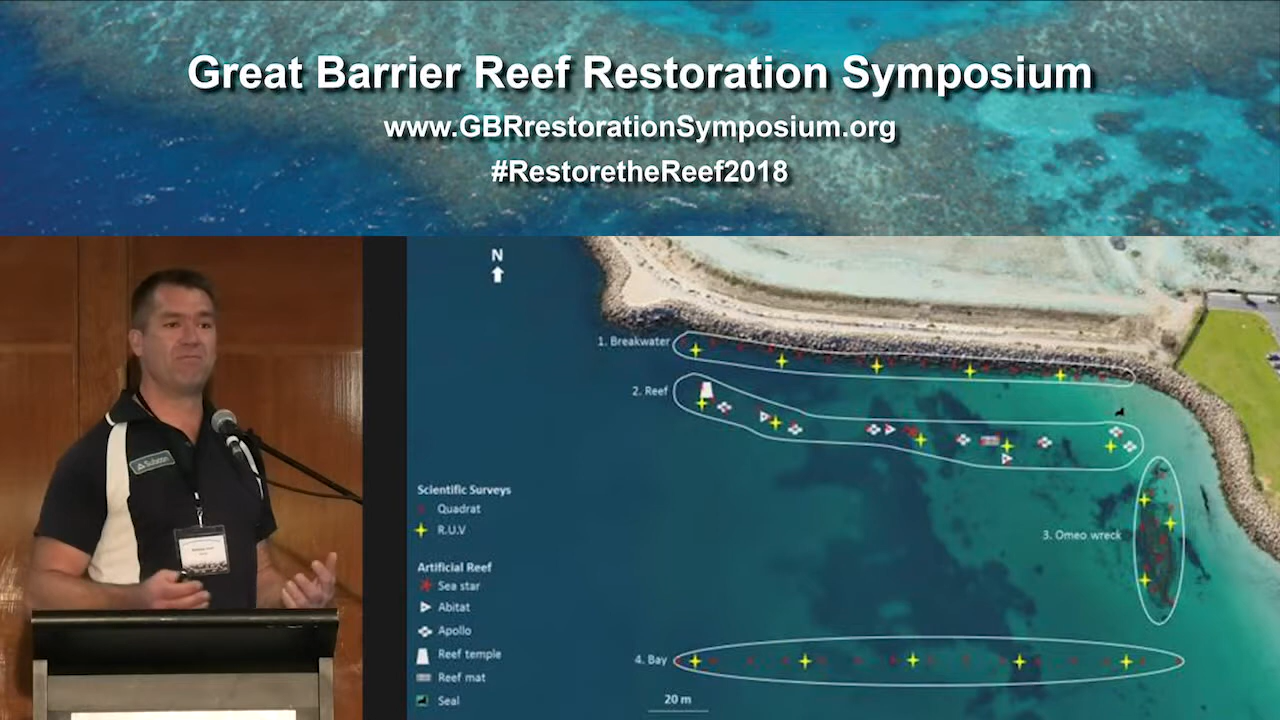 Great Barrier Reef Restoration Symposium
www.GBRrestorationSymposium.org
#RestoretheReef2018
N
1. Breakwater
2. Reef
3. Omeo wreck
4. Bay
20 m
Scientific Surveys
Quadrat
R.U.V
Artificial Reef
Sea star
Abitat
Apollo
Reef temple
Reef mat
Seal
Subcon